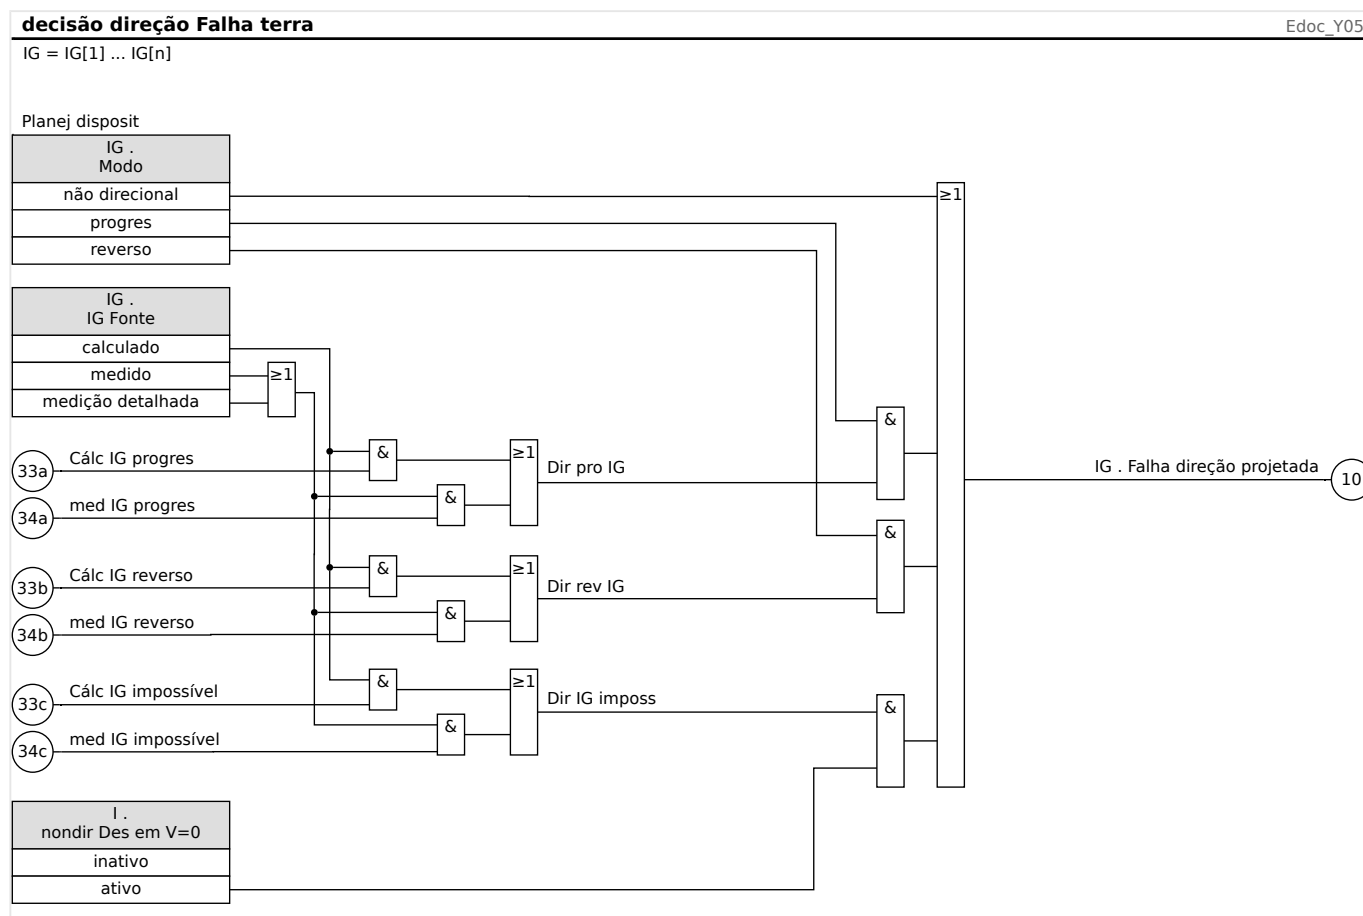 decisão direção Falha terra
Edoc_Y05
IG = IG[1] ... IG[n]
Planej disposit
IG .
Modo
não direcional
progres
reverso
≥1
IG .
IG Fonte
calculado
medido
medição detalhada
≥1
&
33a
Cálc IG progres
&
≥1
Dir pro IG
IG . Falha direção projetada
10
34a
med IG progres
&
&
33b
Cálc IG reverso
&
≥1
Dir rev IG
34b
med IG reverso
&
33c
Cálc IG impossível
&
≥1
Dir IG imposs
&
34c
med IG impossível
&
I .
nondir Des em V=0
inativo
ativo